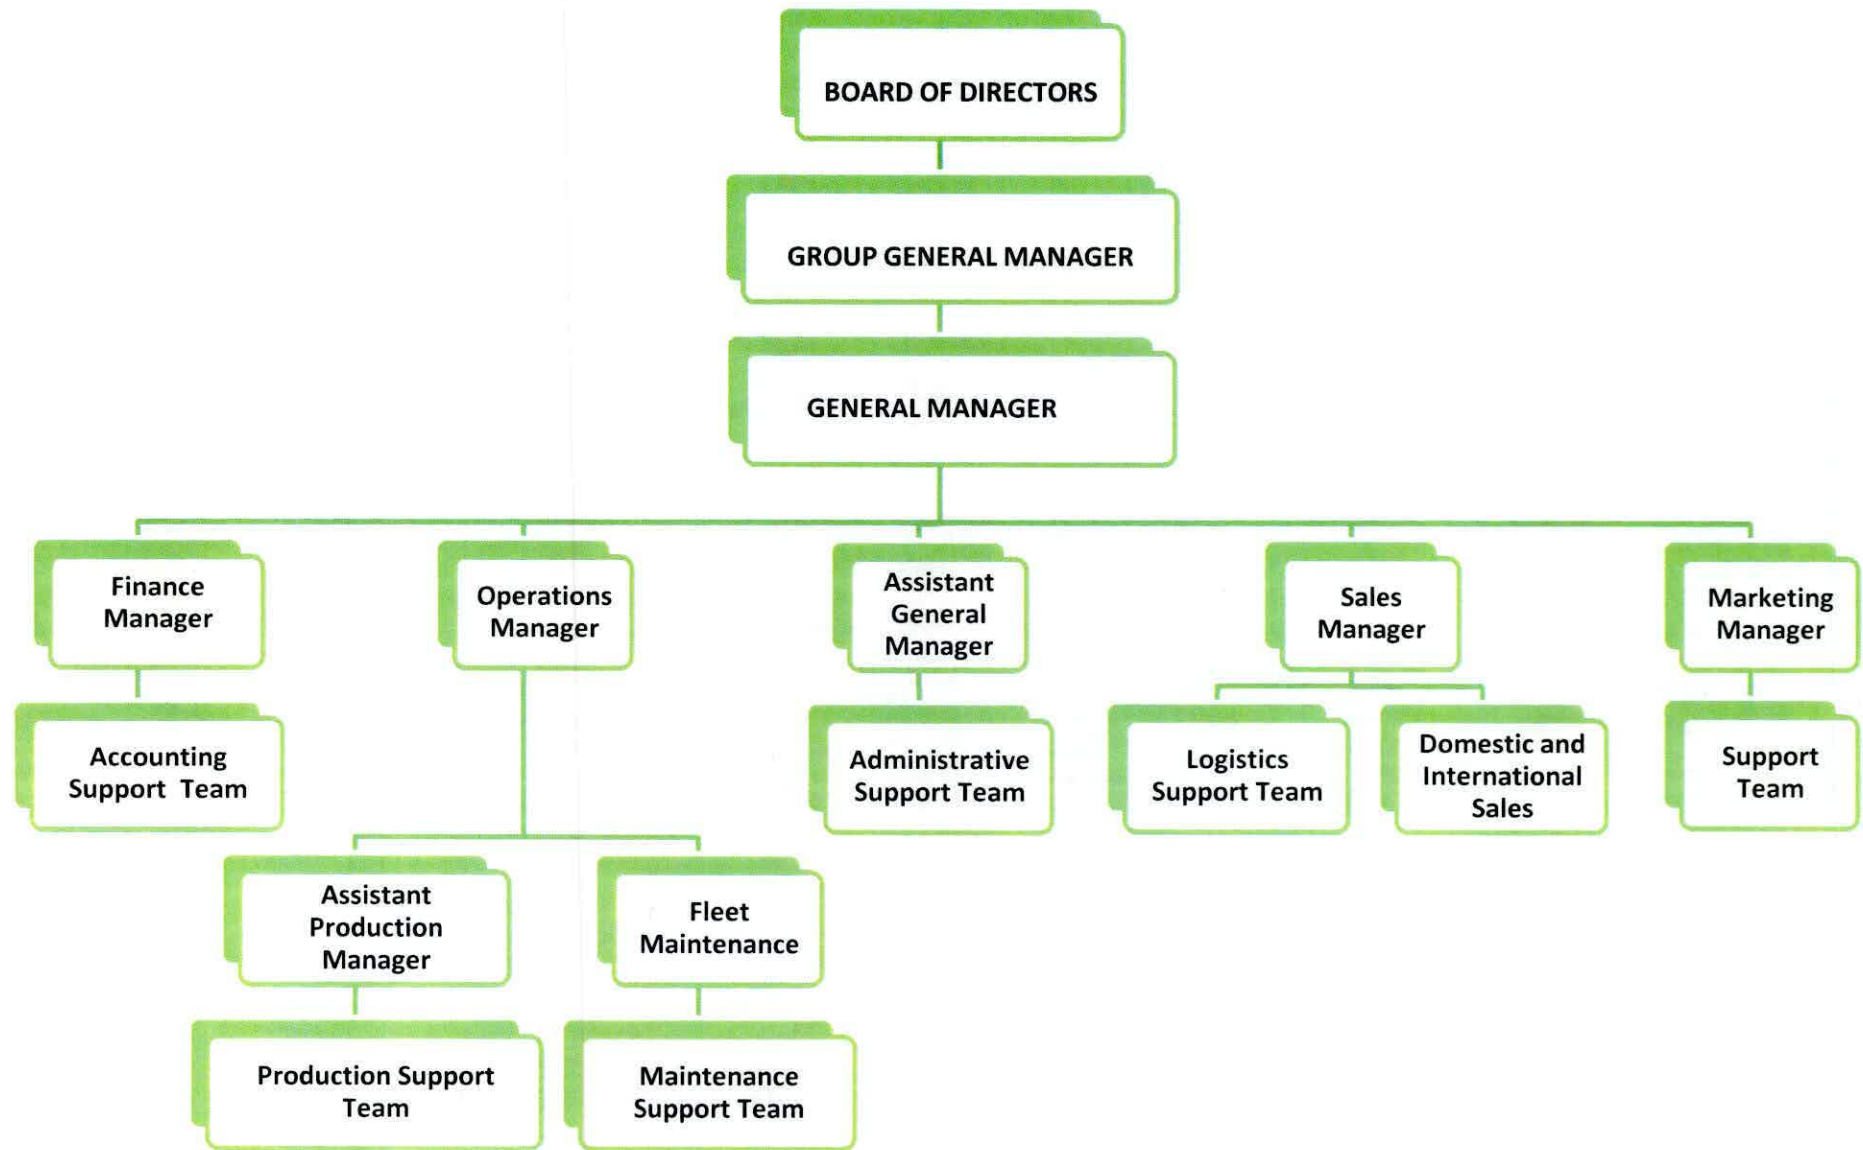 BOARD OF DIRECTORS
GROUP GENERAL MANAGER
GENERAL MANAGER
Finance
Manager
Operations
Manager
Assistant
General
Manager
Sales
Manager
Marketing
Manager
Accounting
Support Team
Administrative
Support Team
Logistics
Support Team
Domestic and
International
Sales
Support
Team
Assistant
Production
Manager
Fleet
Maintenance
Production Support
Team
Maintenance
Support Team